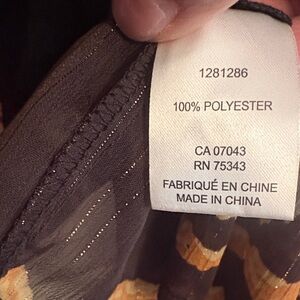 1281286
100% POLYESTER
CA 07043
RN 75343
FABRIQUÉ EN CHINE
MADE IN CHINA